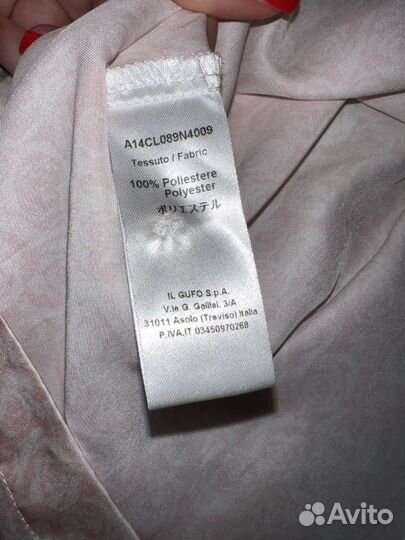 A14CL089N4009
Tessuto / Fabric
100% Poliestere
Polyester
ポリエステル
IL GUFO S.p.A.
V.le G. Galilei, 3/A
31011 Asolo (Treviso) Italia
P.IVA.IT 03450970268
Avito